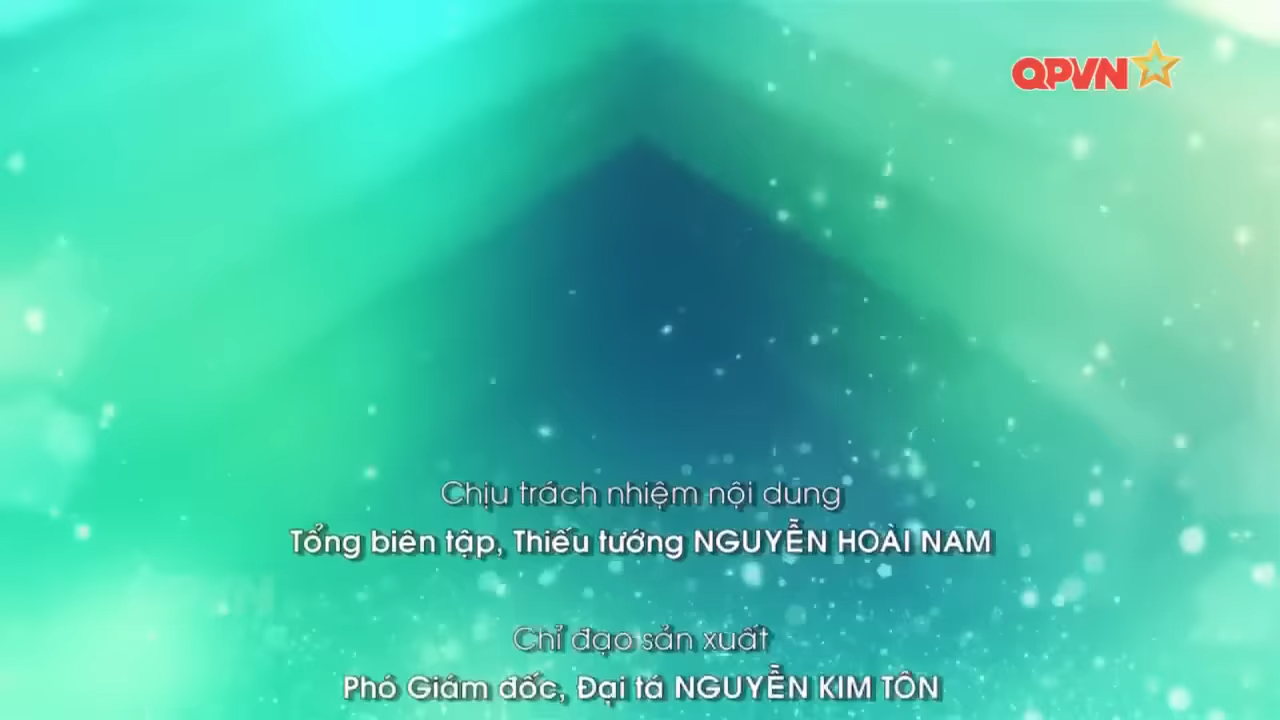 QPVN
Chịu trách nhiệm nội dung
Tổng biên tập, Thiếu tướng NGUYỄN HOÀI NAM
Chỉ đạo sản xuất
Phó Giám đốc, Đại tá NGUYỄN KIM TÔN